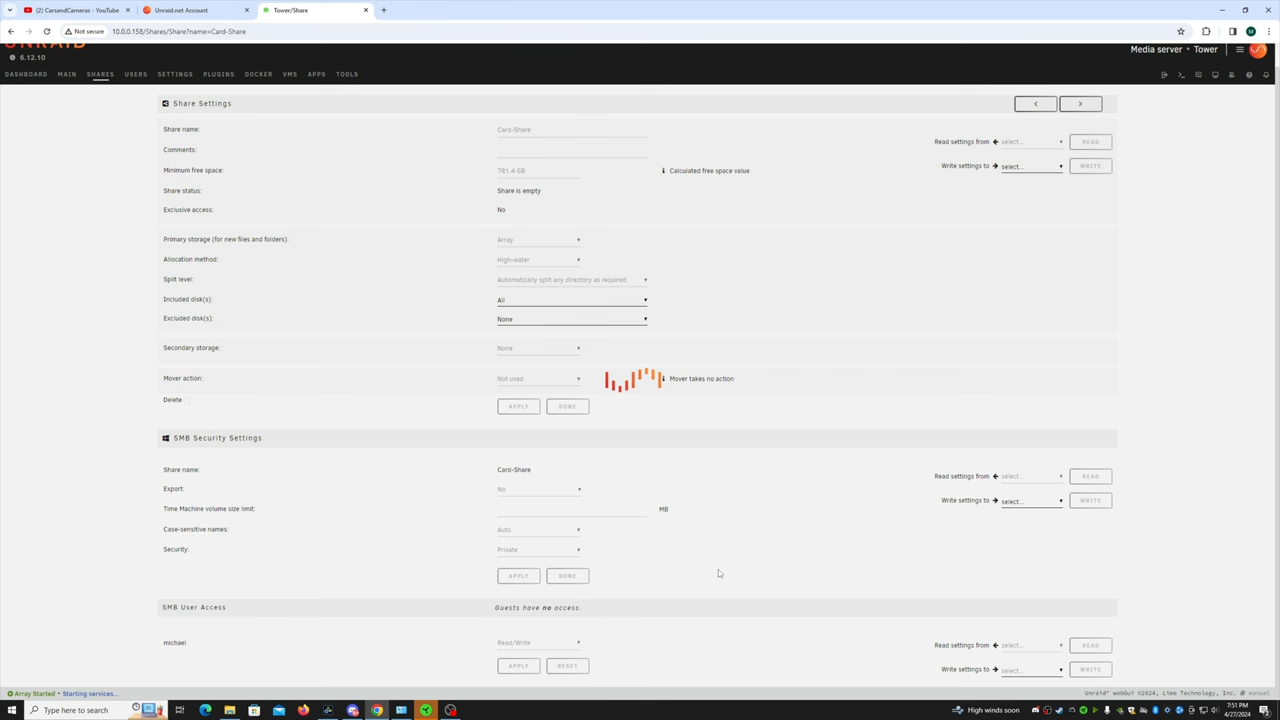 (2) CarsandCameras - YouTube
Unraid.net Account
Tower/Share
Not secure
10.0.0.158/Shares/Share?name=Card-Share
M
UNRAID
6.12.10
Media server • Tower
DASHBOARD MAIN SHARES USERS SETTINGS PLUGINS DOCKER VMS APPS TOOLS
Share Settings
Share name: Card-Share
Read settings from select... READ
Comments:
Write settings to select... WRITE
Minimum free space: 781.4 GB Calculated free space value
Share status: Share is empty
Exclusive access: No
Primary storage (for new files and folders): Array
Allocation method: High-water
Split level: Automatically split any directory as required
Included disk(s): All
Excluded disk(s): None
Secondary storage: None
Mover action: Not used Mover takes no action
Delete
APPLY DONE
SMB Security Settings
Share name: Card-Share
Read settings from select... READ
Export: No
Write settings to select... WRITE
Time Machine volume size limit: MB
Case-sensitive names: Auto
Security: Private
APPLY DONE
SMB User Access Guests have no access.
michael Read/Write
Read settings from select... READ
APPLY RESET
Write settings to select... WRITE
Array Started • Starting services...
Unraid® webGui ©2024, Lime Technology, Inc. manual
Type here to search
High winds soon
7:51 PM
4/27/2024